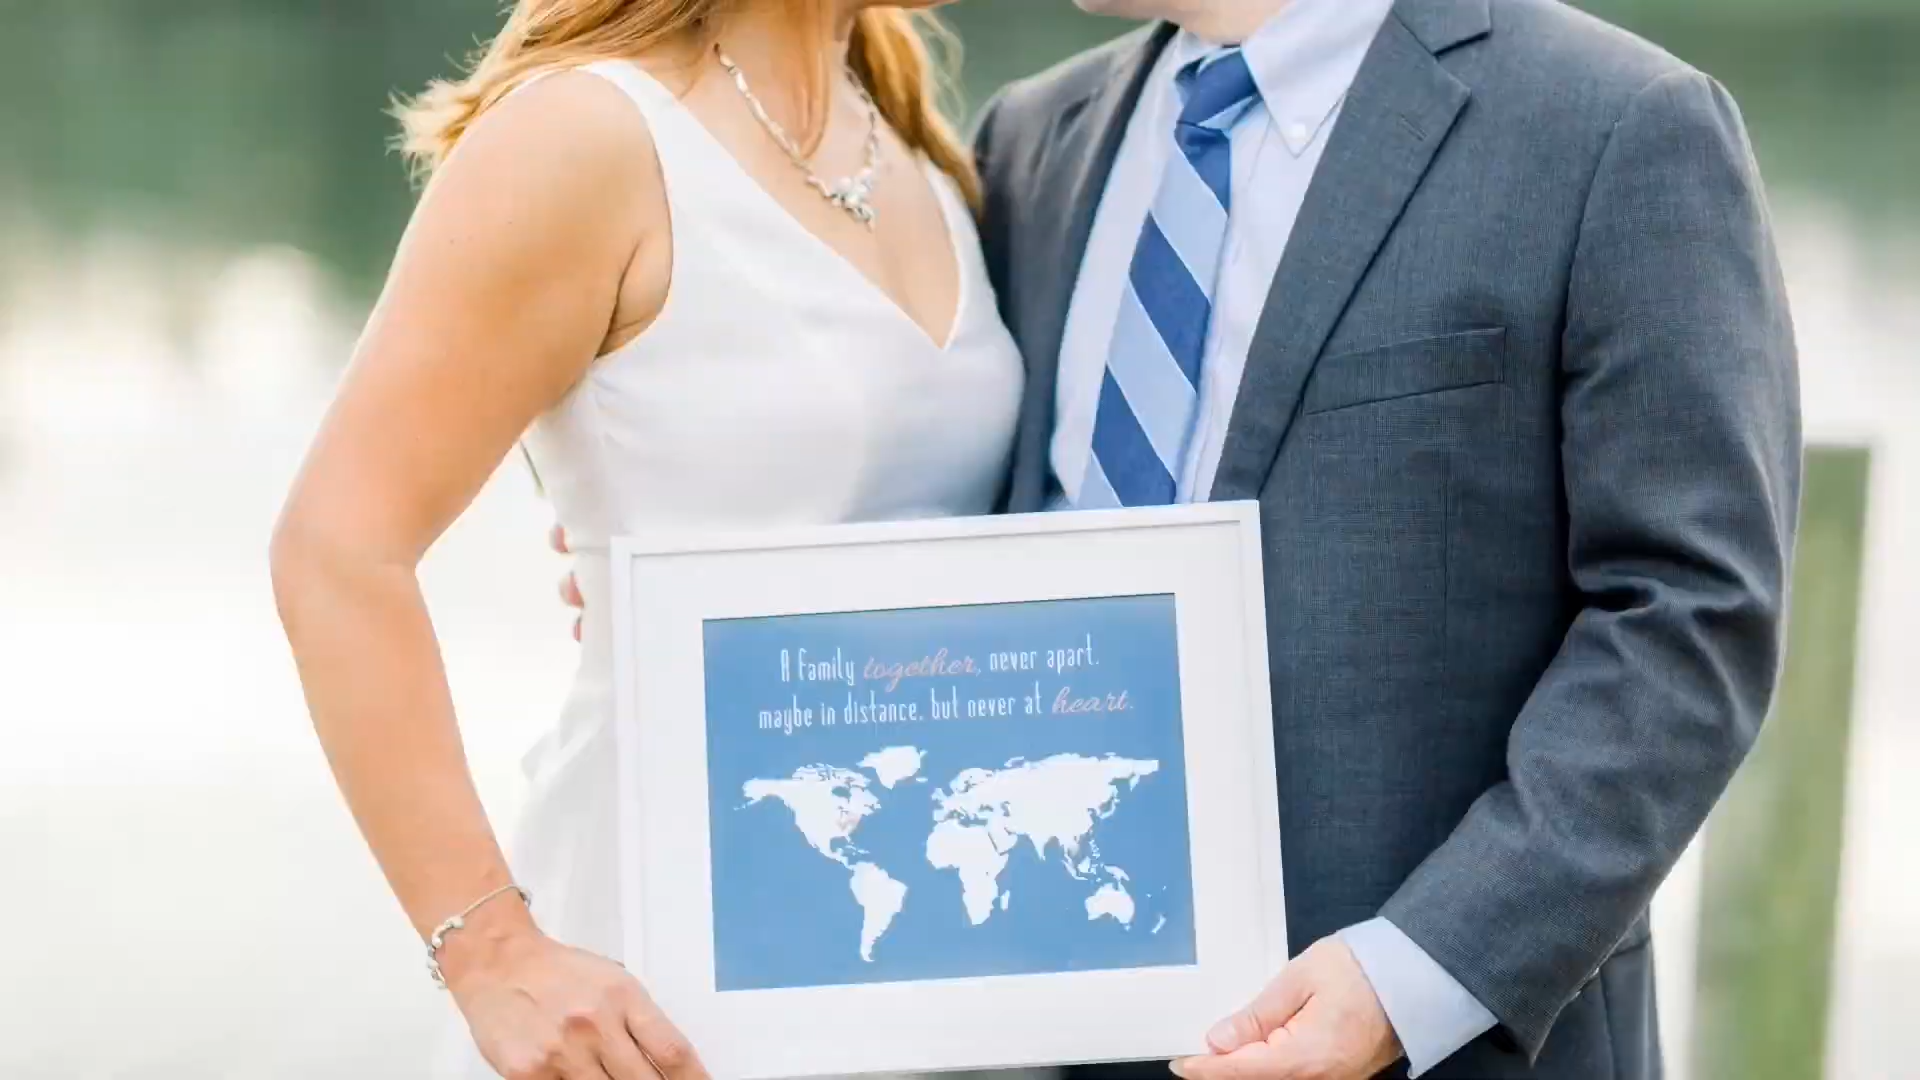 A family together, never apart.
maybe in distance, but never at heart.